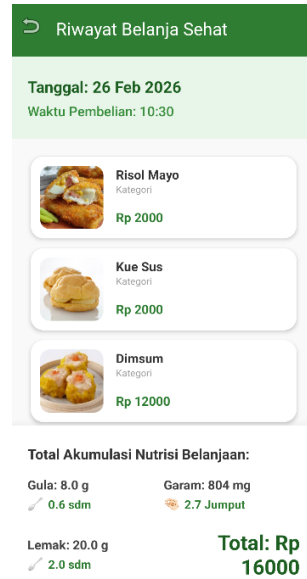 Riwayat Belanja Sehat
Tanggal: 26 Feb 2026
Waktu Pembelian: 10:30
Risol Mayo
Kategori
Rp 2000
Kue Sus
Kategori
Rp 2000
Dimsum
Kategori
Rp 12000
Total Akumulasi Nutrisi Belanjaan:
Gula: 8.0 g
Garam: 804 mg
0.6 sdm
2.7 Jumput
Lemak: 20.0 g
2.0 sdm
Total: Rp
16000